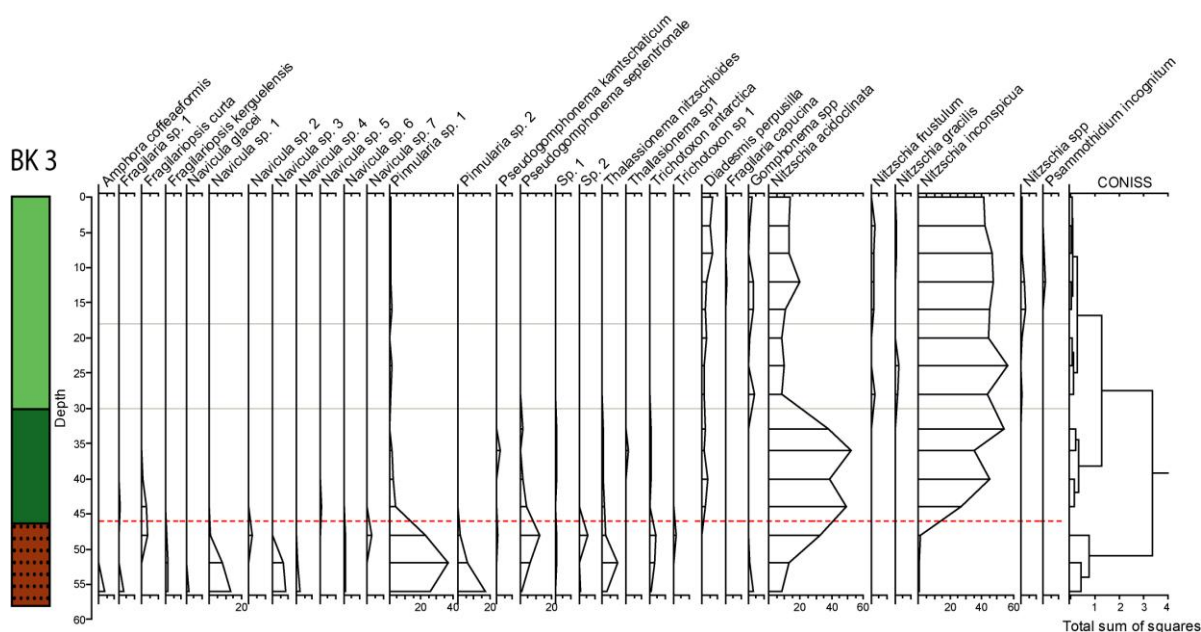 BK 3
Amphora coffeaeformis
Fragilaria sp. 1
Fragilariopsis curta
Fragilariopsis kerguelensis
Navicula glacei
Navicula sp. 1
Navicula sp. 2
Navicula sp. 3
Navicula sp. 4
Navicula sp. 5
Navicula sp. 6
Navicula sp. 7
Pinnularia sp. 1
Pinnularia sp. 2
Pseudogomphonema kamtschaticum
Pseudogomphonema septentrionale
Sp. 1
Sp. 2
Thalassionema nitzschioides
Thallasionema sp1
Trichotoxon antarctica
Trichotoxon sp 1
Diadesmis perpusilla
Fragilaria capucina
Gomphonema spp
Nitzschia acidoclinata
Nitzschia frustulum
Nitzschia gracilis
Nitzschia inconspicua
Nitzschia spp
Psammothidium incognitum
CONISS
Depth
0
5
10
15
20
25
30
35
40
45
50
55
60
20
20 40
20
20
20 40 60
20 40 60
1 2 3 4
Total sum of squares